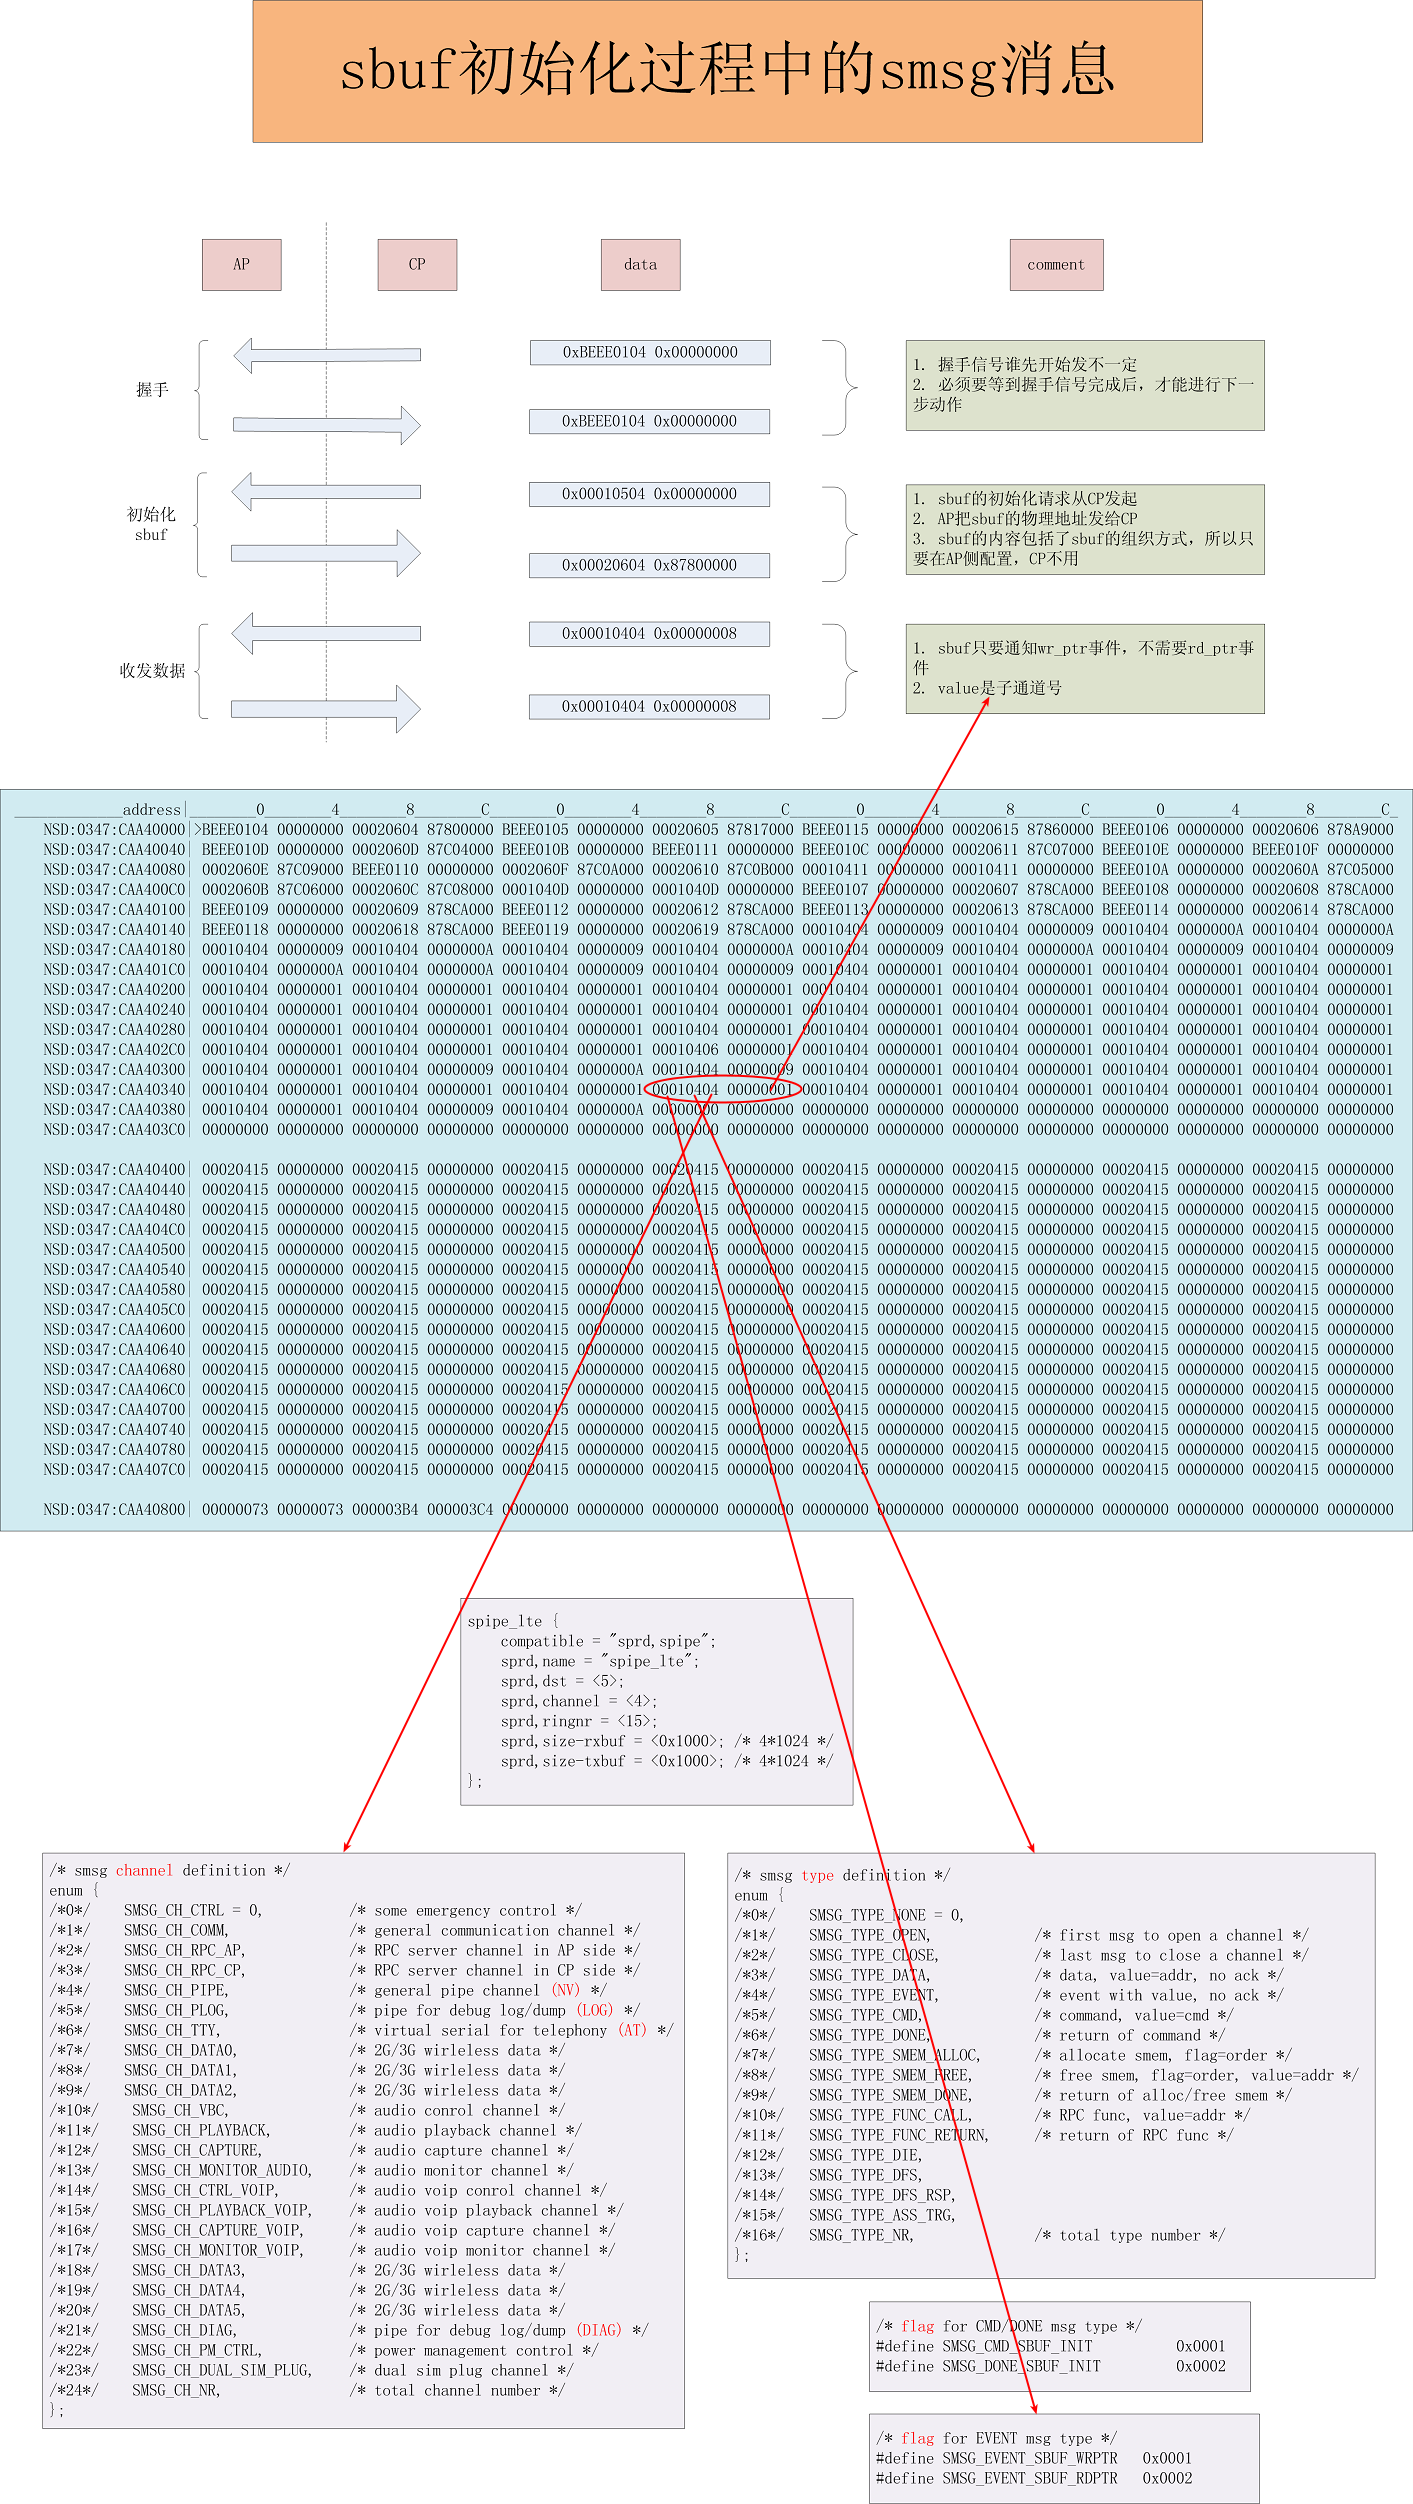 sbuf初始化过程中的smsg消息
AP
CP
data
comment
握手
0xBEEE0104 0x00000000
0xBEEE0104 0x00000000
1. 握手信号谁先开始发不一定
2. 必须要等到握手信号完成后，才能进行下一
步动作
初始化
sbuf
0x00010504 0x00000000
0x00020604 0x87800000
1. sbuf的初始化请求从CP发起
2. AP把sbuf的物理地址发给CP
3. sbuf的内容包括了sbuf的组织方式，所以只
要在AP侧配置，CP不用
收发数据
0x00010404 0x00000008
0x00010404 0x00000008
1. sbuf只要通知wr_ptr事件，不需要rd_ptr事
件
2. value是子通道号
address| 0 4 8 C 0 4 8 C 0 4 8 C 0 4 8 C
NSD:0347:CAA40000|>BEEE0104 00000000 00020604 87800000 BEEE0105 00000000 00020605 87817000 BEEE0115 00000000 00020615 87860000 BEEE0106 00000000 00020606 878A9000
NSD:0347:CAA40040| BEEE010D 00000000 0002060D 87C04000 BEEE010B 00000000 BEEE0111 00000000 BEEE010C 00000000 00020611 87C07000 BEEE010E 00000000 BEEE010F 00000000
NSD:0347:CAA40080| 0002060E 87C09000 BEEE0110 00000000 0002060F 87C0A000 00020610 87C0B000 00010411 00000000 00010411 00000000 BEEE010A 00000000 0002060A 87C05000
NSD:0347:CAA400C0| 0002060B 87C06000 0002060C 87C08000 0001040D 00000000 0001040D 00000000 BEEE0107 00000000 00020607 878CA000 BEEE0108 00000000 00020608 878CA000
NSD:0347:CAA40100| BEEE0109 00000000 00020609 878CA000 BEEE0112 00000000 00020612 878CA000 BEEE0113 00000000 00020613 878CA000 BEEE0114 00000000 00020614 878CA000
NSD:0347:CAA40140| BEEE0118 00000000 00020618 878CA000 BEEE0119 00000000 00020619 878CA000 00010404 00000009 00010404 00000009 00010404 0000000A 00010404 0000000A
NSD:0347:CAA40180| 00010404 00000009 00010404 0000000A 00010404 00000009 00010404 0000000A 00010404 00000009 00010404 0000000A 00010404 00000009 00010404 00000009
NSD:0347:CAA401C0| 00010404 0000000A 00010404 0000000A 00010404 00000009 00010404 00000009 00010404 00000001 00010404 00000001 00010404 00000001 00010404 00000001
NSD:0347:CAA40200| 00010404 00000001 00010404 00000001 00010404 00000001 00010404 00000001 00010404 00000001 00010404 00000001 00010404 00000001 00010404 00000001
NSD:0347:CAA40240| 00010404 00000001 00010404 00000001 00010404 00000001 00010404 00000001 00010404 00000001 00010404 00000001 00010404 00000001 00010404 00000001
NSD:0347:CAA40280| 00010404 00000001 00010404 00000001 00010404 00000001 00010404 00000001 00010404 00000001 00010404 00000001 00010404 00000001 00010404 00000001
NSD:0347:CAA402C0| 00010404 00000001 00010404 00000001 00010404 00000001 00010406 00000001 00010404 00000001 00010404 00000001 00010404 00000001 00010404 00000001
NSD:0347:CAA40300| 00010404 00000001 00010404 00000009 00010404 0000000A 00010404 00000009 00010404 00000001 00010404 00000001 00010404 00000001 00010404 00000001
NSD:0347:CAA40340| 00010404 00000001 00010404 00000001 00010404 00000001 00010404 00000001 00010404 00000001 00010404 00000001 00010404 00000001 00010404 00000001
NSD:0347:CAA40380| 00010404 00000001 00010404 00000009 00010404 0000000A 00000000 00000000 00000000 00000000 00000000 00000000 00000000 00000000 00000000 00000000
NSD:0347:CAA403C0| 00000000 00000000 00000000 00000000 00000000 00000000 00000000 00000000 00000000 00000000 00000000 00000000 00000000 00000000 00000000 00000000
NSD:0347:CAA40400| 00020415 00000000 00020415 00000000 00020415 00000000 00020415 00000000 00020415 00000000 00020415 00000000 00020415 00000000 00020415 00000000
NSD:0347:CAA40440| 00020415 00000000 00020415 00000000 00020415 00000000 00020415 00000000 00020415 00000000 00020415 00000000 00020415 00000000 00020415 00000000
NSD:0347:CAA40480| 00020415 00000000 00020415 00000000 00020415 00000000 00020415 00000000 00020415 00000000 00020415 00000000 00020415 00000000 00020415 00000000
NSD:0347:CAA404C0| 00020415 00000000 00020415 00000000 00020415 00000000 00020415 00000000 00020415 00000000 00020415 00000000 00020415 00000000 00020415 00000000
NSD:0347:CAA40500| 00020415 00000000 00020415 00000000 00020415 00000000 00020415 00000000 00020415 00000000 00020415 00000000 00020415 00000000 00020415 00000000
NSD:0347:CAA40540| 00020415 00000000 00020415 00000000 00020415 00000000 00020415 00000000 00020415 00000000 00020415 00000000 00020415 00000000 00020415 00000000
NSD:0347:CAA40580| 00020415 00000000 00020415 00000000 00020415 00000000 00020415 00000000 00020415 00000000 00020415 00000000 00020415 00000000 00020415 00000000
NSD:0347:CAA405C0| 00020415 00000000 00020415 00000000 00020415 00000000 00020415 00000000 00020415 00000000 00020415 00000000 00020415 00000000 00020415 00000000
NSD:0347:CAA40600| 00020415 00000000 00020415 00000000 00020415 00000000 00020415 00000000 00020415 00000000 00020415 00000000 00020415 00000000 00020415 00000000
NSD:0347:CAA40640| 00020415 00000000 00020415 00000000 00020415 00000000 00020415 00000000 00020415 00000000 00020415 00000000 00020415 00000000 00020415 00000000
NSD:0347:CAA40680| 00020415 00000000 00020415 00000000 00020415 00000000 00020415 00000000 00020415 00000000 00020415 00000000 00020415 00000000 00020415 00000000
NSD:0347:CAA406C0| 00020415 00000000 00020415 00000000 00020415 00000000 00020415 00000000 00020415 00000000 00020415 00000000 00020415 00000000 00020415 00000000
NSD:0347:CAA40700| 00020415 00000000 00020415 00000000 00020415 00000000 00020415 00000000 00020415 00000000 00020415 00000000 00020415 00000000 00020415 00000000
NSD:0347:CAA40740| 00020415 00000000 00020415 00000000 00020415 00000000 00020415 00000000 00020415 00000000 00020415 00000000 00020415 00000000 00020415 00000000
NSD:0347:CAA40780| 00020415 00000000 00020415 00000000 00020415 00000000 00020415 00000000 00020415 00000000 00020415 00000000 00020415 00000000 00020415 00000000
NSD:0347:CAA407C0| 00020415 00000000 00020415 00000000 00020415 00000000 00020415 00000000 00020415 00000000 00020415 00000000 00020415 00000000 00020415 00000000
NSD:0347:CAA40800| 00000073 00000073 000003B4 000003C4 00000000 00000000 00000000 00000000 00000000 00000000 00000000 00000000 00000000 00000000 00000000 00000000
spipe_lte {
compatible = "sprd,spipe";
sprd,name = "spipe_lte";
sprd,dst = <5>;
sprd,channel = <4>;
sprd,ringnr = <15>;
sprd,size-rxbuf = <0x1000>; /* 4*1024 */
sprd,size-txbuf = <0x1000>; /* 4*1024 */
};
/* smsg channel definition */
enum {
/*0*/ SMSG_CH_CTRL = 0, /* some emergency control */
/*1*/ SMSG_CH_COMM, /* general communication channel */
/*2*/ SMSG_CH_RPC_AP, /* RPC server channel in AP side */
/*3*/ SMSG_CH_RPC_CP, /* RPC server channel in CP side */
/*4*/ SMSG_CH_PIPE, /* general pipe channel (NV) */
/*5*/ SMSG_CH_PLOG, /* pipe for debug log/dump (LOG) */
/*6*/ SMSG_CH_TTY, /* virtual serial for telephony (AT) */
/*7*/ SMSG_CH_DATA0, /* 2G/3G wirleless data */
/*8*/ SMSG_CH_DATA1, /* 2G/3G wirleless data */
/*9*/ SMSG_CH_DATA2, /* 2G/3G wirleless data */
/*10*/ SMSG_CH_VBC, /* audio conrol channel */
/*11*/ SMSG_CH_PLAYBACK, /* audio playback channel */
/*12*/ SMSG_CH_CAPTURE, /* audio capture channel */
/*13*/ SMSG_CH_MONITOR_AUDIO, /* audio monitor channel */
/*14*/ SMSG_CH_CTRL_VOIP, /* audio voip conrol channel */
/*15*/ SMSG_CH_PLAYBACK_VOIP, /* audio voip playback channel */
/*16*/ SMSG_CH_CAPTURE_VOIP, /* audio voip capture channel */
/*17*/ SMSG_CH_MONITOR_VOIP, /* audio voip monitor channel */
/*18*/ SMSG_CH_DATA3, /* 2G/3G wirleless data */
/*19*/ SMSG_CH_DATA4, /* 2G/3G wirleless data */
/*20*/ SMSG_CH_DATA5, /* 2G/3G wirleless data */
/*21*/ SMSG_CH_DIAG, /* pipe for debug log/dump (DIAG) */
/*22*/ SMSG_CH_PM_CTRL, /* power management control */
/*23*/ SMSG_CH_DUAL_SIM_PLUG, /* dual sim plug channel */
/*24*/ SMSG_CH_NR, /* total channel number */
};
/* smsg type definition */
enum {
/*0*/ SMSG_TYPE_NONE = 0,
/*1*/ SMSG_TYPE_OPEN, /* first msg to open a channel */
/*2*/ SMSG_TYPE_CLOSE, /* last msg to close a channel */
/*3*/ SMSG_TYPE_DATA, /* data, value=addr, no ack */
/*4*/ SMSG_TYPE_EVENT, /* event with value, no ack */
/*5*/ SMSG_TYPE_CMD, /* command, value=cmd */
/*6*/ SMSG_TYPE_DONE, /* return of command */
/*7*/ SMSG_TYPE_SMEM_ALLOC, /* allocate smem, flag=order */
/*8*/ SMSG_TYPE_SMEM_FREE, /* free smem, flag=order, value=addr */
/*9*/ SMSG_TYPE_SMEM_DONE, /* return of alloc/free smem */
/*10*/ SMSG_TYPE_FUNC_CALL, /* RPC func, value=addr */
/*11*/ SMSG_TYPE_FUNC_RETURN, /* return of RPC func */
/*12*/ SMSG_TYPE_DIE,
/*13*/ SMSG_TYPE_DFS,
/*14*/ SMSG_TYPE_DFS_RSP,
/*15*/ SMSG_TYPE_ASS_TRG,
/*16*/ SMSG_TYPE_NR, /* total type number */
};
/* flag for CMD/DONE msg type */
#define SMSG_CMD_SBUF_INIT 0x0001
#define SMSG_DONE_SBUF_INIT 0x0002
/* flag for EVENT msg type */
#define SMSG_EVENT_SBUF_WRPTR 0x0001
#define SMSG_EVENT_SBUF_RDPTR 0x0002